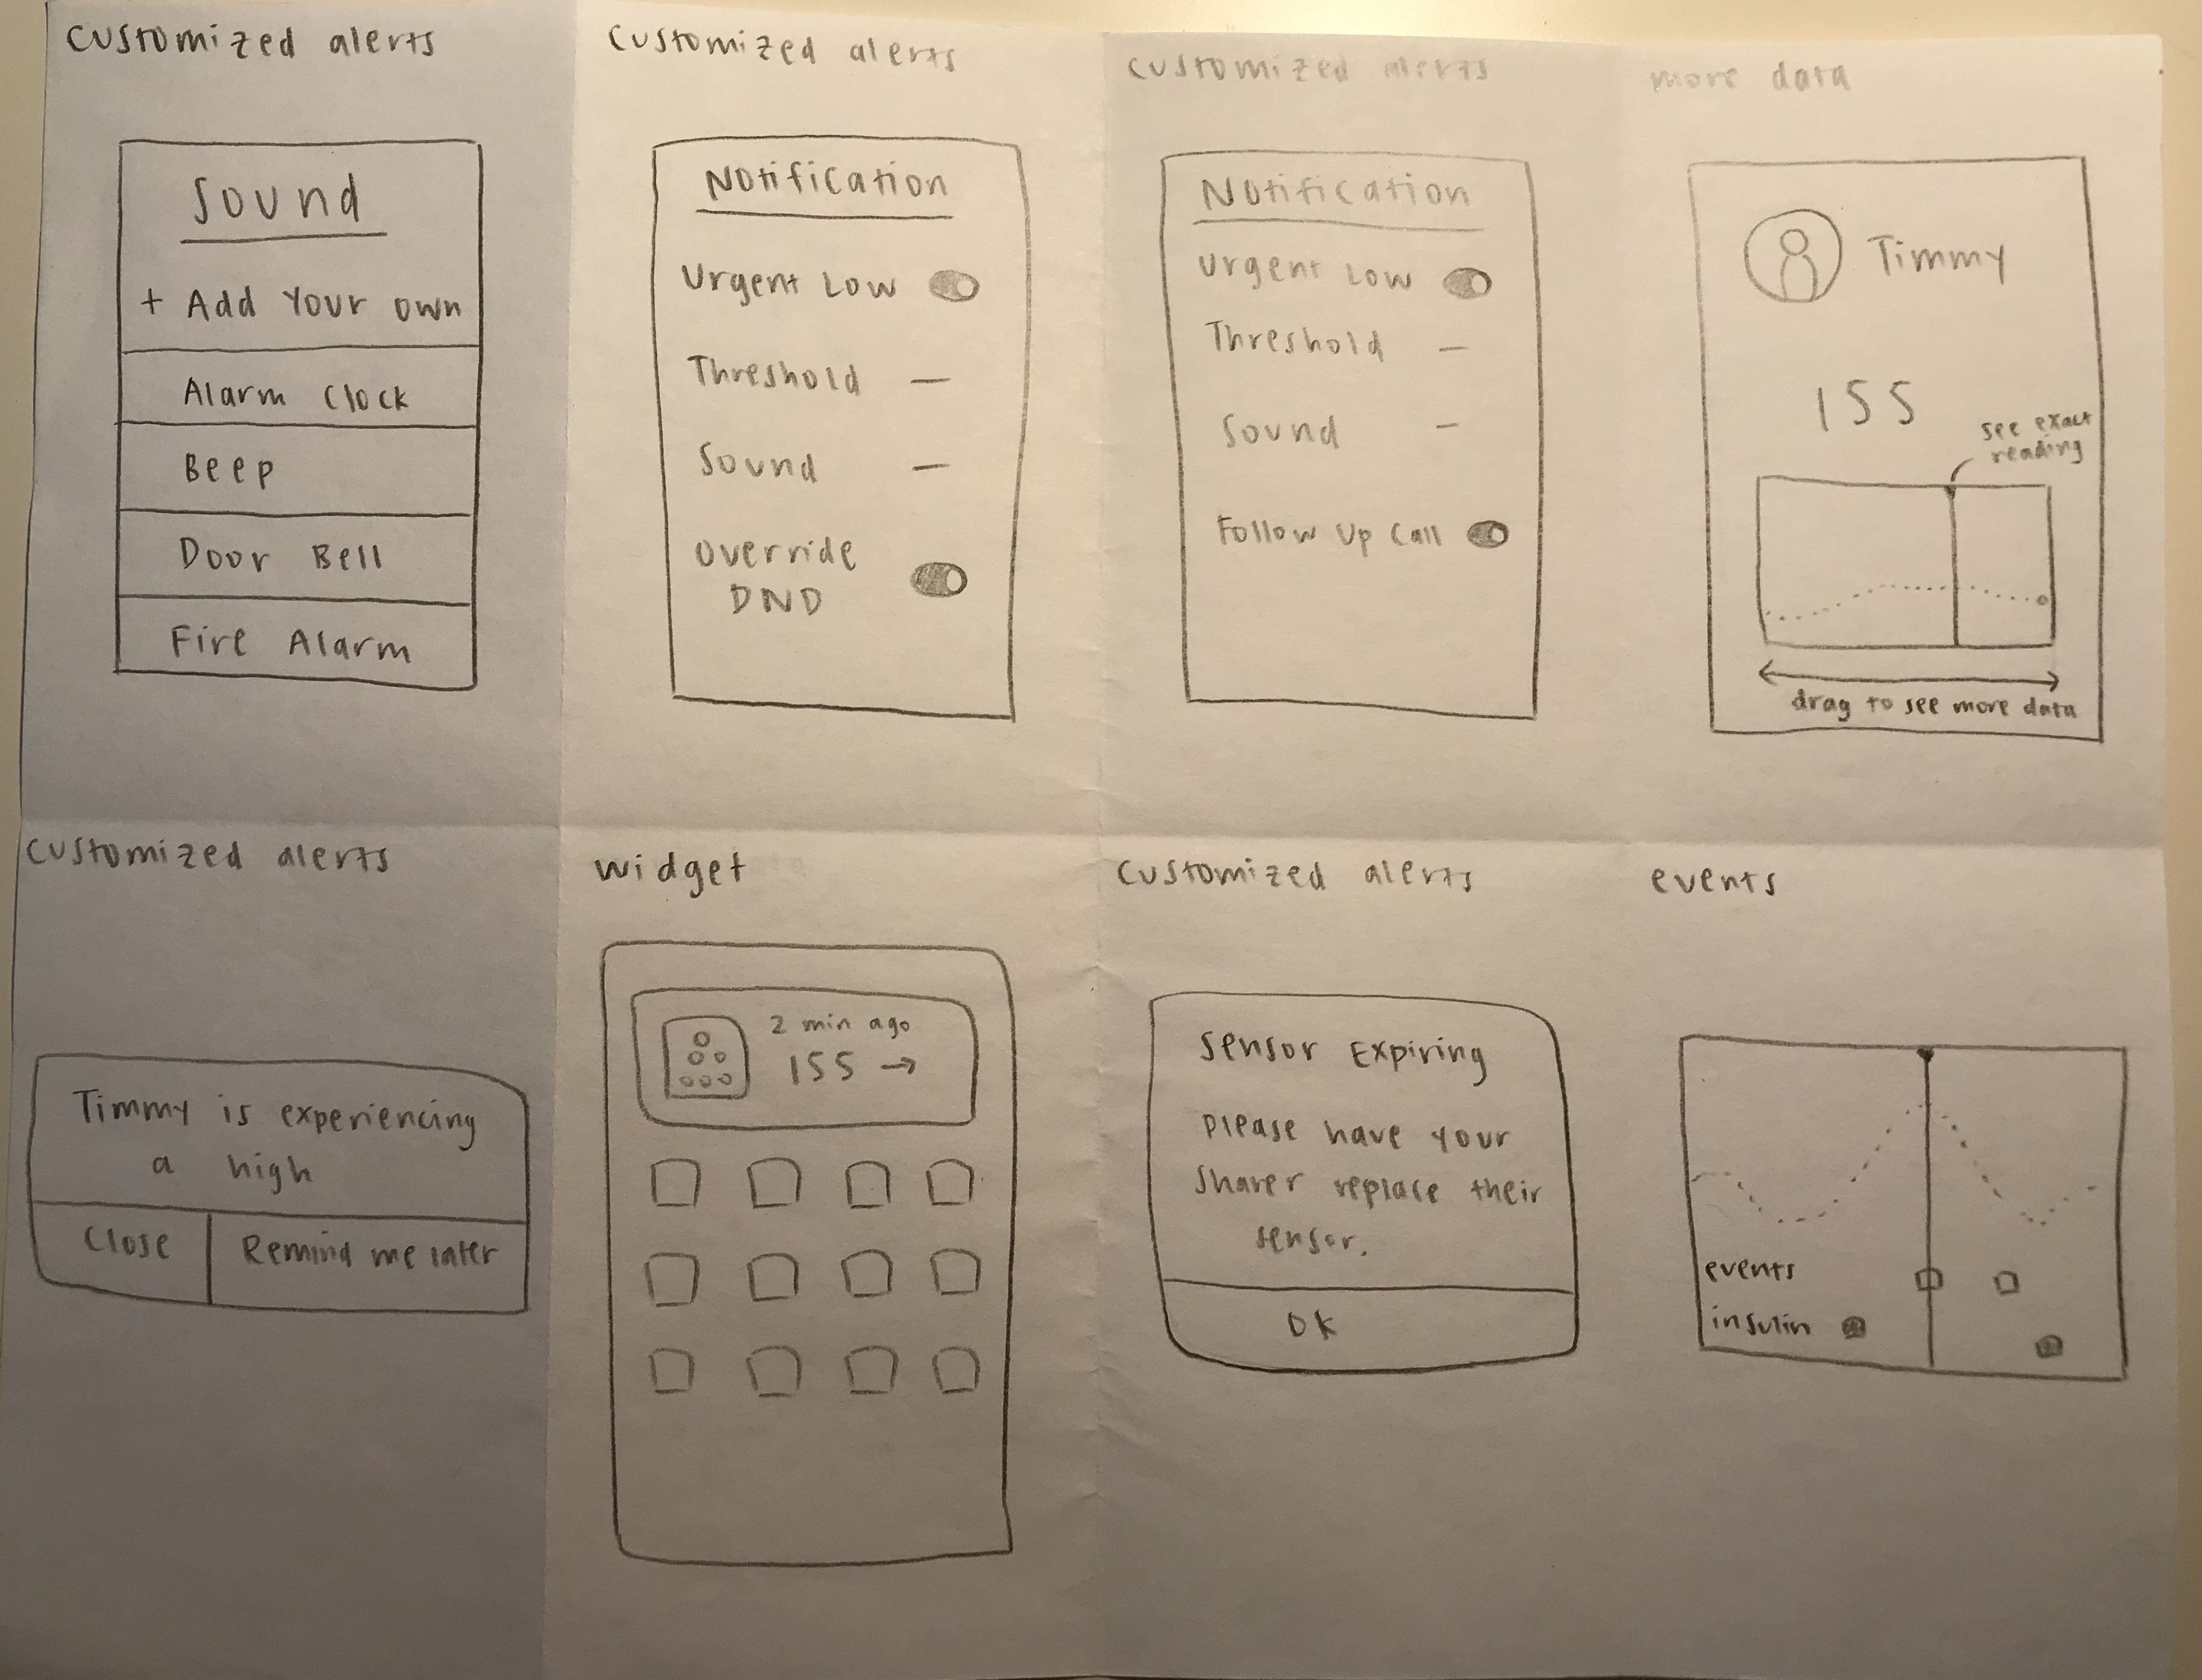 Customized alerts
Sound
+ Add Your own
Alarm Clock
Beep
Door Bell
Fire Alarm
Customized alerts
Notification
Urgent Low
Threshold —
Sound —
Override
DND
Customized alerts
Notification
Urgent Low
Threshold —
Sound —
Follow Up Call
more data
Timmy
155
see exact
reading
drag to see more data
Customized alerts
Timmy is experiencing
a high
Close
Remind me later
Widget
2 min ago
155 →
Customized alerts
Sensor Expiring
Please have your
Sharer replace their
sensor.
OK
events
events
insulin